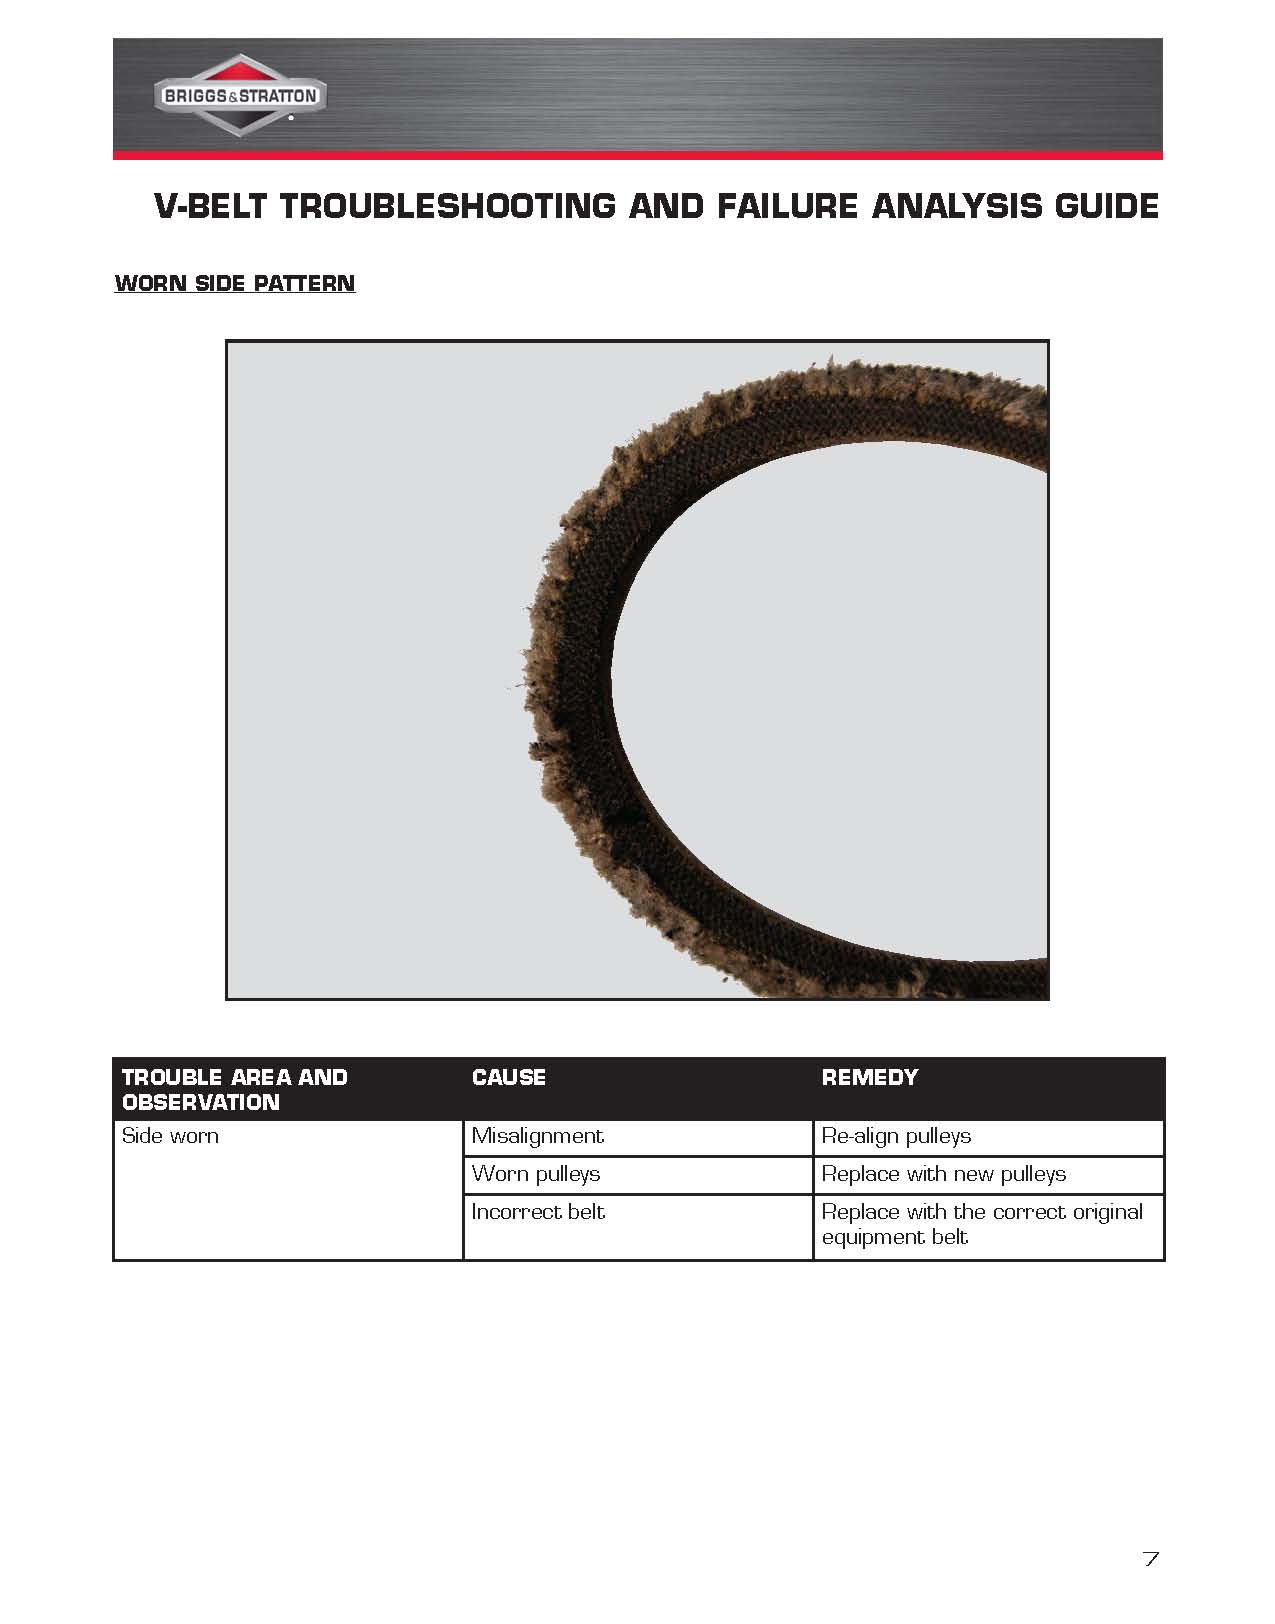 BRIGGS&STRATTON
V-BELT TROUBLESHOOTING AND FAILURE ANALYSIS GUIDE
WORN SIDE PATTERN
TROUBLE AREA AND
OBSERVATION
CAUSE
REMEDY
Side worn
Misalignment
Re-align pulleys
Worn pulleys
Replace with new pulleys
Incorrect belt
Replace with the correct original
equipment belt
7